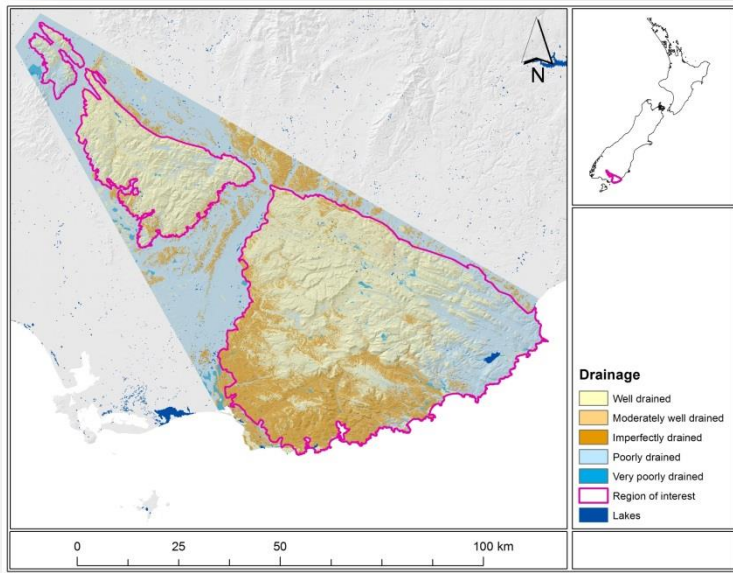 N
Drainage
Well drained
Moderately well drained
Imperfectly drained
Poorly drained
Very poorly drained
Region of interest
Lakes
0 25 50 100 km